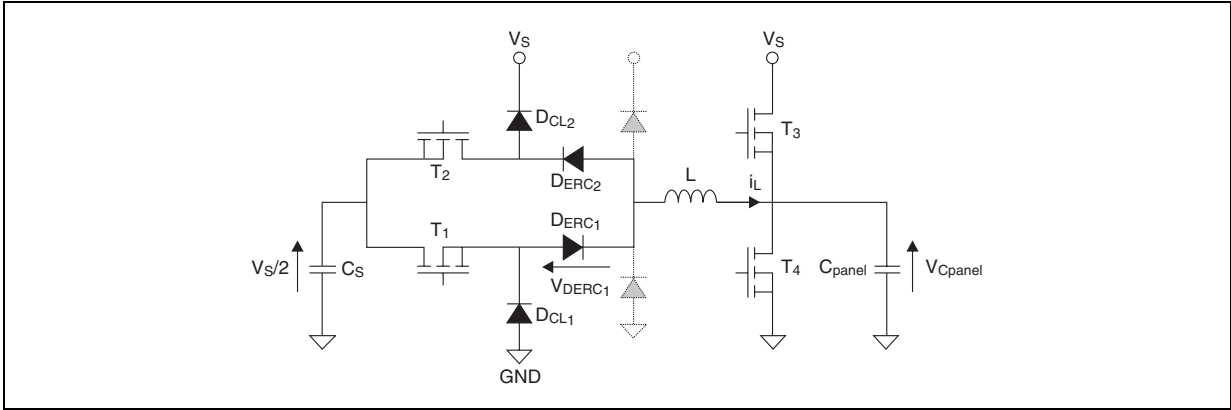 VS
VS
DCL2
T3
T2
DERC2
L
iL
DERC1
T1
VS/2
CS
T4
Cpanel
VCpanel
VDERC1
DCL1
GND